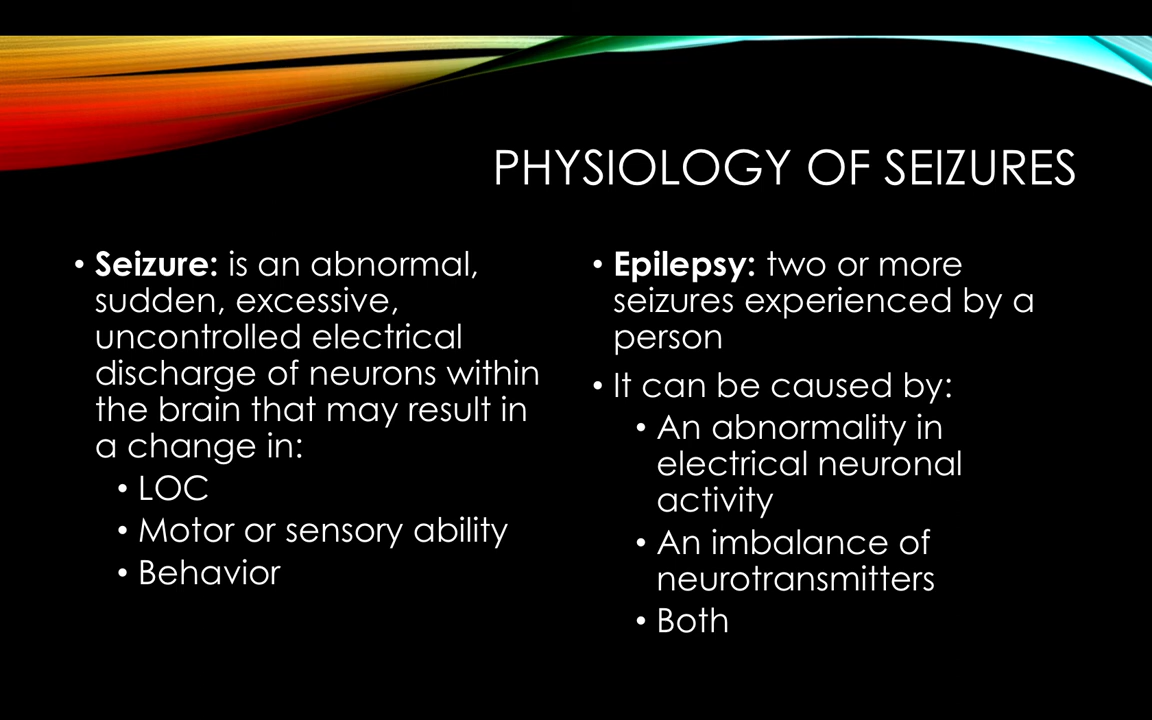 PHYSIOLOGY OF SEIZURES
• Seizure: is an abnormal,
sudden, excessive,
uncontrolled electrical
discharge of neurons within
the brain that may result in
a change in:
• LOC
• Motor or sensory ability
• Behavior
• Epilepsy: two or more
seizures experienced by a
person
• It can be caused by:
• An abnormality in
electrical neuronal
activity
• An imbalance of
neurotransmitters
• Both